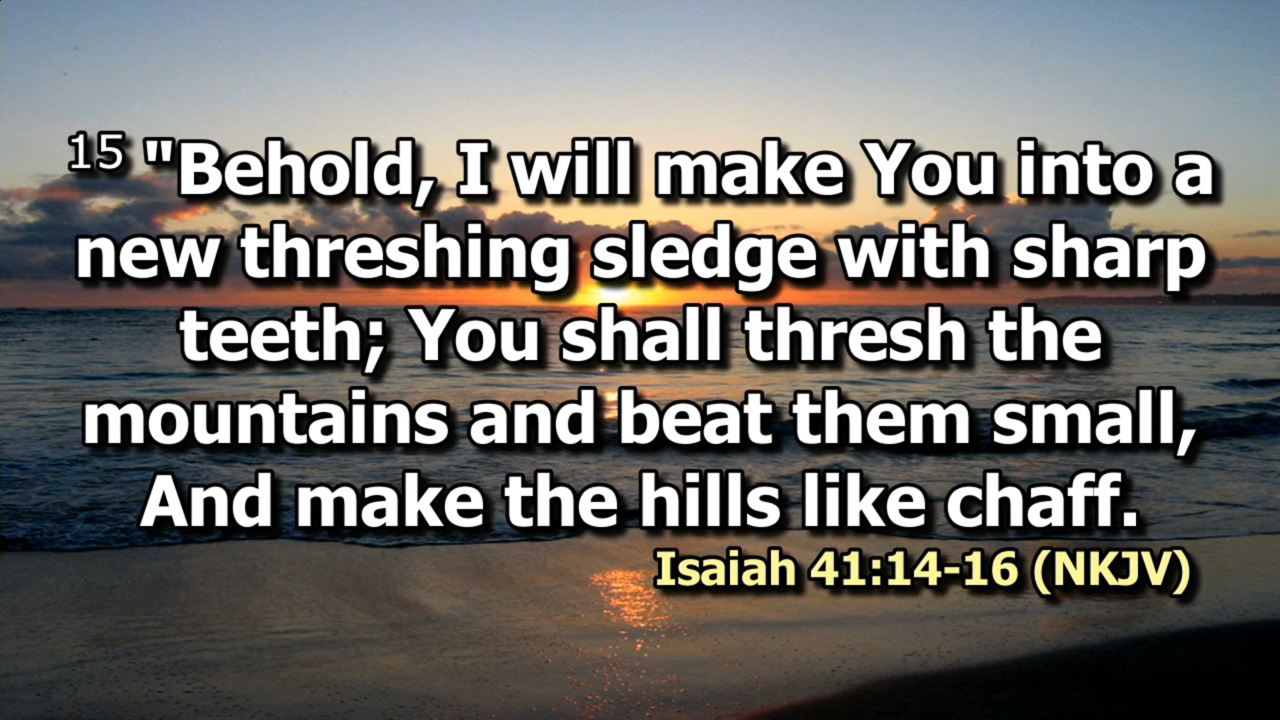 15 "Behold, I will make You into a
new threshing sledge with sharp
teeth; You shall thresh the
mountains and beat them small,
And make the hills like chaff.
Isaiah 41:14-16 (NKJV)